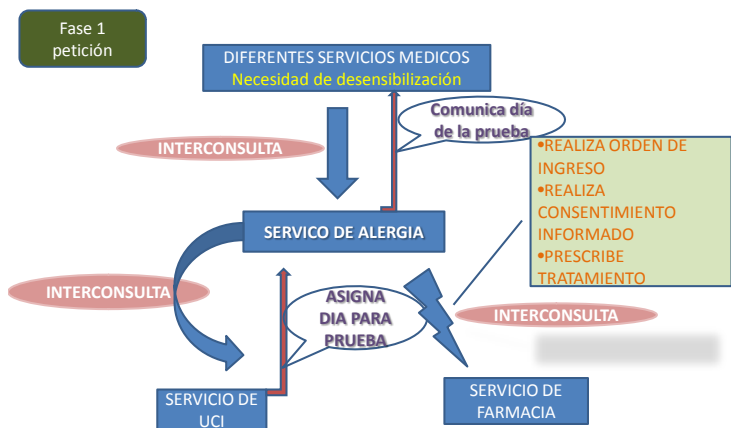 Fase 1
petición
DIFERENTES SERVICIOS MEDICOS
Necesidad de desensibilización
Comunica día
de la prueba
INTERCONSULTA
•REALIZA ORDEN DE
INGRESO
•REALIZA
CONSENTIMIENTO
INFORMADO
•PRESCRIBE
TRATAMIENTO
SERVICO DE ALERGIA
INTERCONSULTA
ASIGNA
DIA PARA
PRUEBA
INTERCONSULTA
SERVICIO DE
UCI
SERVICIO DE
FARMACIA